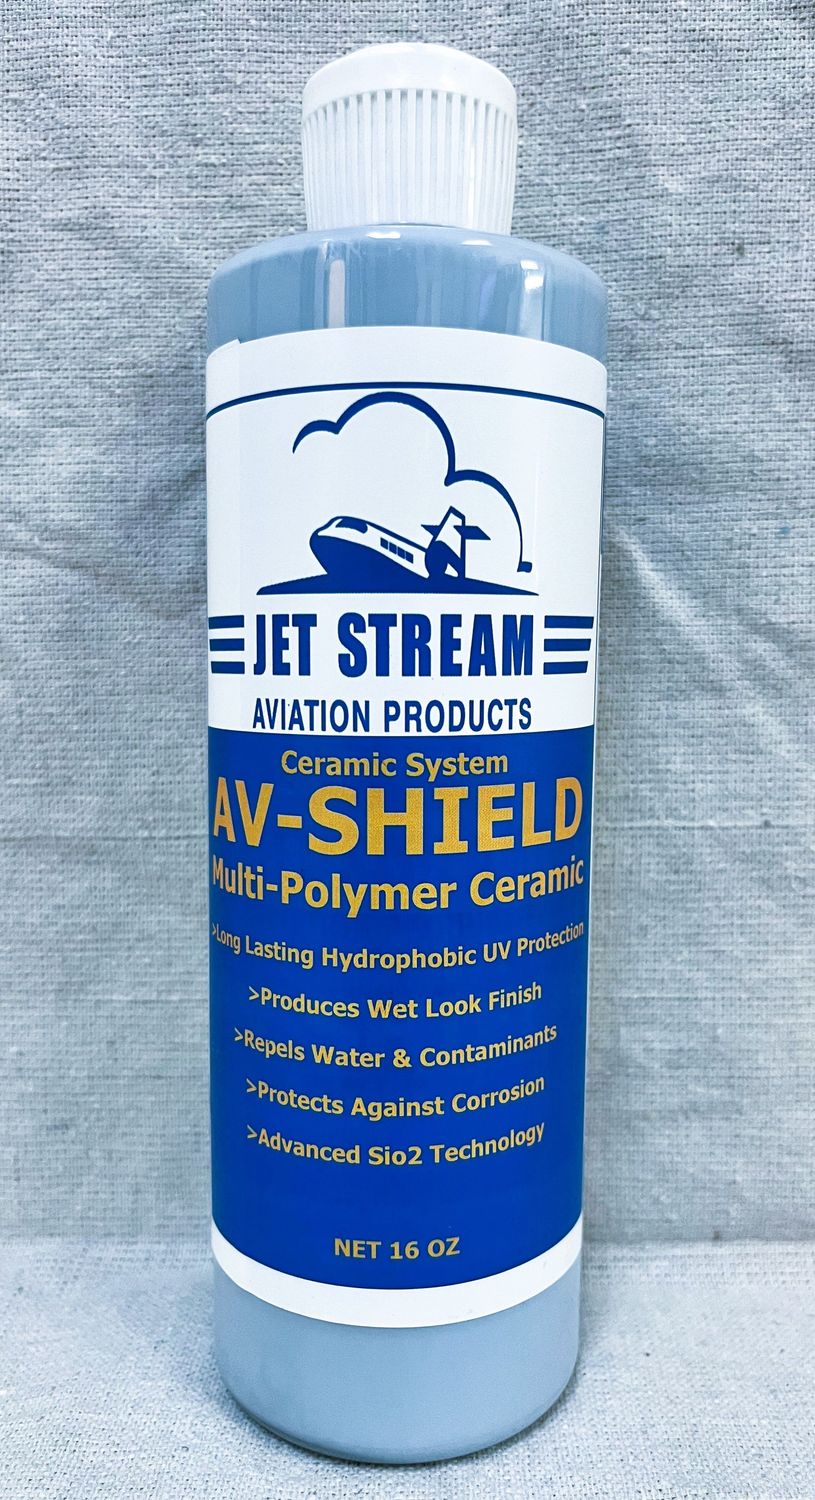 JET STREAM
AVIATION PRODUCTS
Ceramic System
AV-SHIELD
Multi-Polymer Ceramic
>Long Lasting Hydrophobic UV Protection
>Produces Wet Look Finish
>Repels Water & Contaminants
>Protects Against Corrosion
>Advanced Sio2 Technology
NET 16 OZ